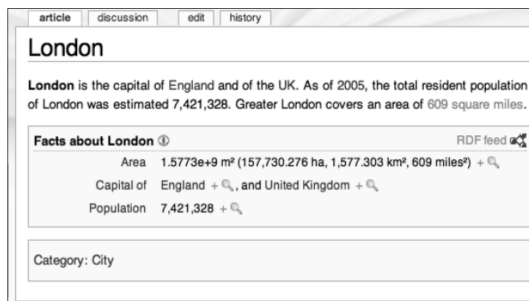 article discussion edit history
London
London is the capital of England and of the UK. As of 2005, the total resident population
of London was estimated 7,421,328. Greater London covers an area of 609 square miles.
Facts about London RDF feed
Area 1.5773e+9 m² (157,730.276 ha, 1,577.303 km², 609 miles²) +
Capital of England + , and United Kingdom +
Population 7,421,328 +
Category: City